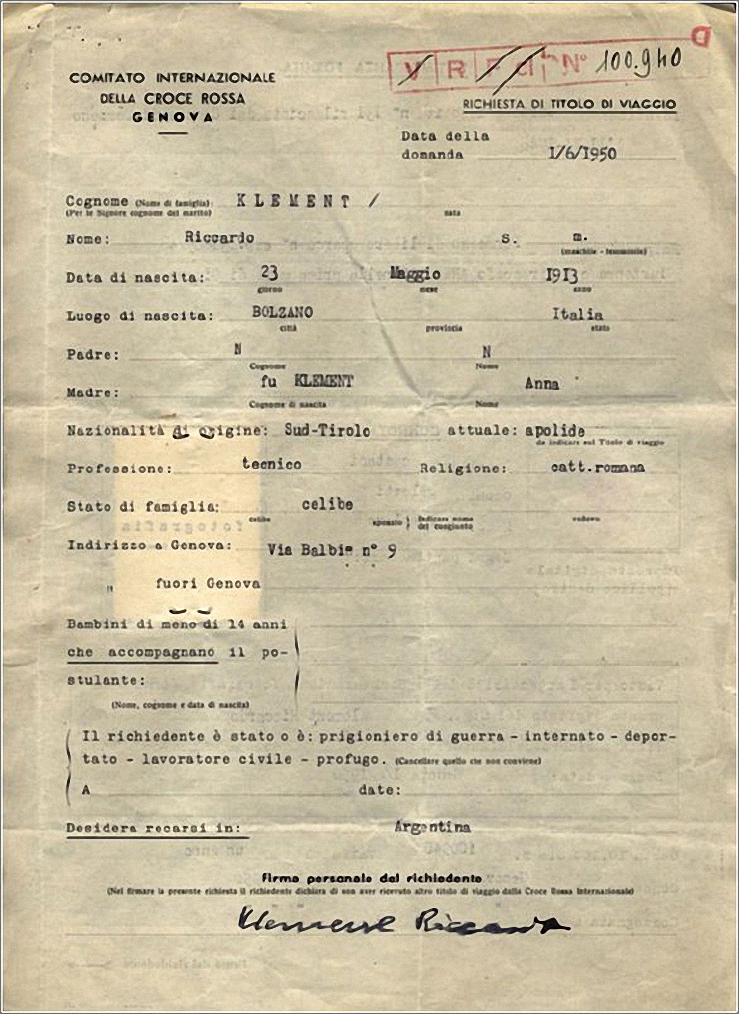 COMITATO INTERNAZIONALE
DELLA CROCE ROSSA
GENOVA
V R F d N° 100.940
RICHIESTA DI TITOLO DI VIAGGIO
Data della
domanda 1/6/1950
Cognome (Nome di famiglia): KLEMENT /
(Per le Signore cognome del marito) nata
Nome: Riccardo s. m.
(maschile - femminile)
Data di nascita: 23 Maggio 1913
giorno mese anno
Luogo di nascita: BOLZANO Italia
città provincia stato
Padre: N N
Cognome Nome
Madre: fu KLEMENT Anna
Cognome di nascita Nome
Nazionalità di origine: Sud-Tirolo attuale: apolide
da indicare sul Titolo di viaggio
Professione: tecnico Religione: catt.romana
Stato di famiglia: celibe
celibe sposato) Indicare nome del congiunto vedovo
Indirizzo a Genova: Via Balbi n° 9
" fuori Genova
Bambini di meno di 14 anni
che accompagnano il po-
stulante:
(Nome, cognome e data di nascita)
Il richiedente è stato o è: prigioniero di guerra - internato - depor-
tato - lavoratore civile - profugo. (Cancellare quello che non conviene)
A date:
Desidera recarsi in: Argentina
Firma personale del richiedente
(Nel firmare la presente richiesta il richiedente dichiara di non aver ricevuto altro titolo di viaggio dalla Croce Rossa Internazionale)
Klement Riccardo